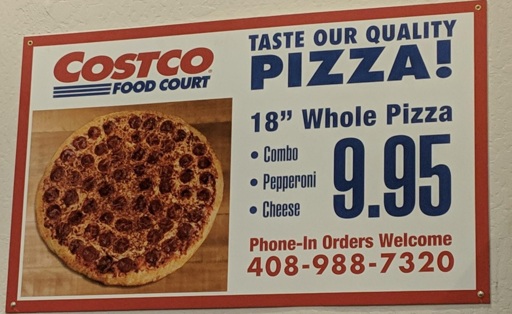 COSTCO
FOOD COURT
TASTE OUR QUALITY
PIZZA!
18” Whole Pizza
• Combo
• Pepperoni
• Cheese
9.95
Phone-In Orders Welcome
408-988-7320